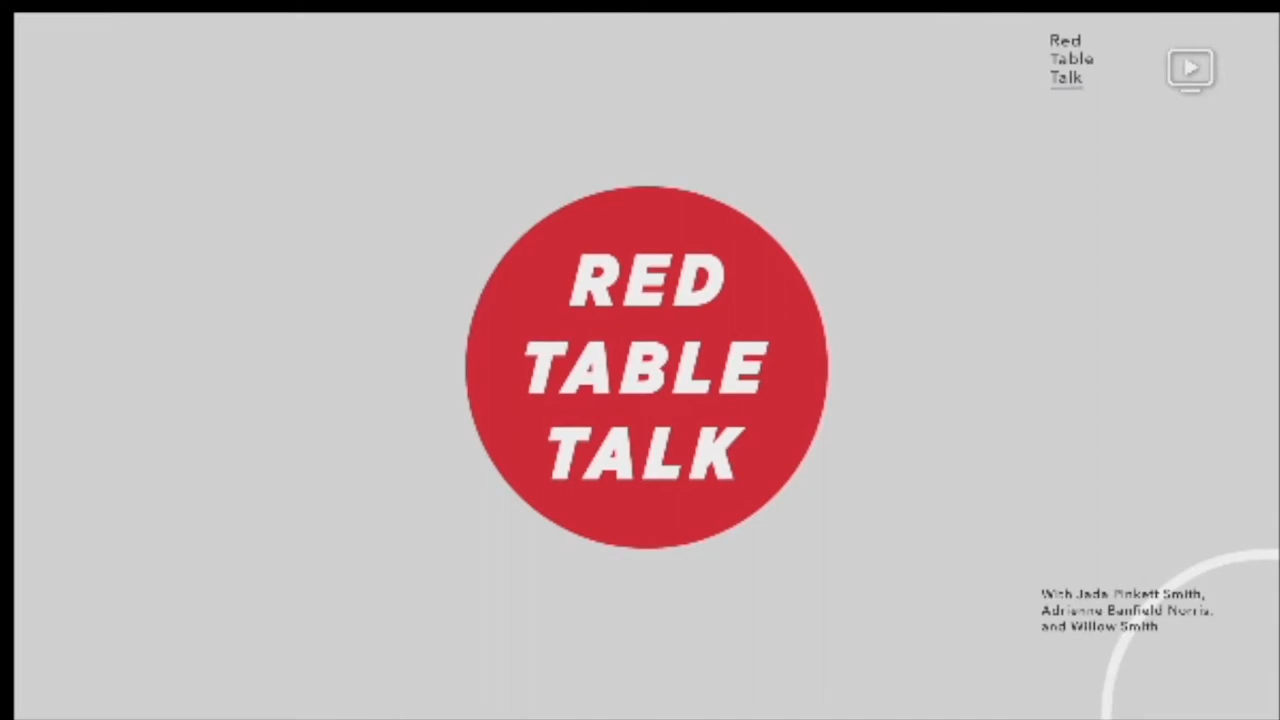 Red
Table
Talk
RED
TABLE
TALK
With Jada Pinkett Smith,
Adrienne Banfield Norris,
and Willow Smith